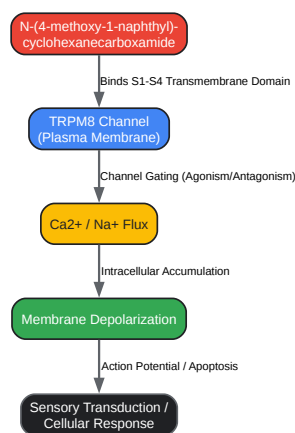 N-(4-methoxy-1-naphthyl)-
cyclohexanecarboxamide
Binds S1-S4 Transmembrane Domain
TRPM8 Channel
(Plasma Membrane)
Channel Gating (Agonism/Antagonism)
Ca2+ / Na+ Flux
Intracellular Accumulation
Membrane Depolarization
Action Potential / Apoptosis
Sensory Transduction /
Cellular Response